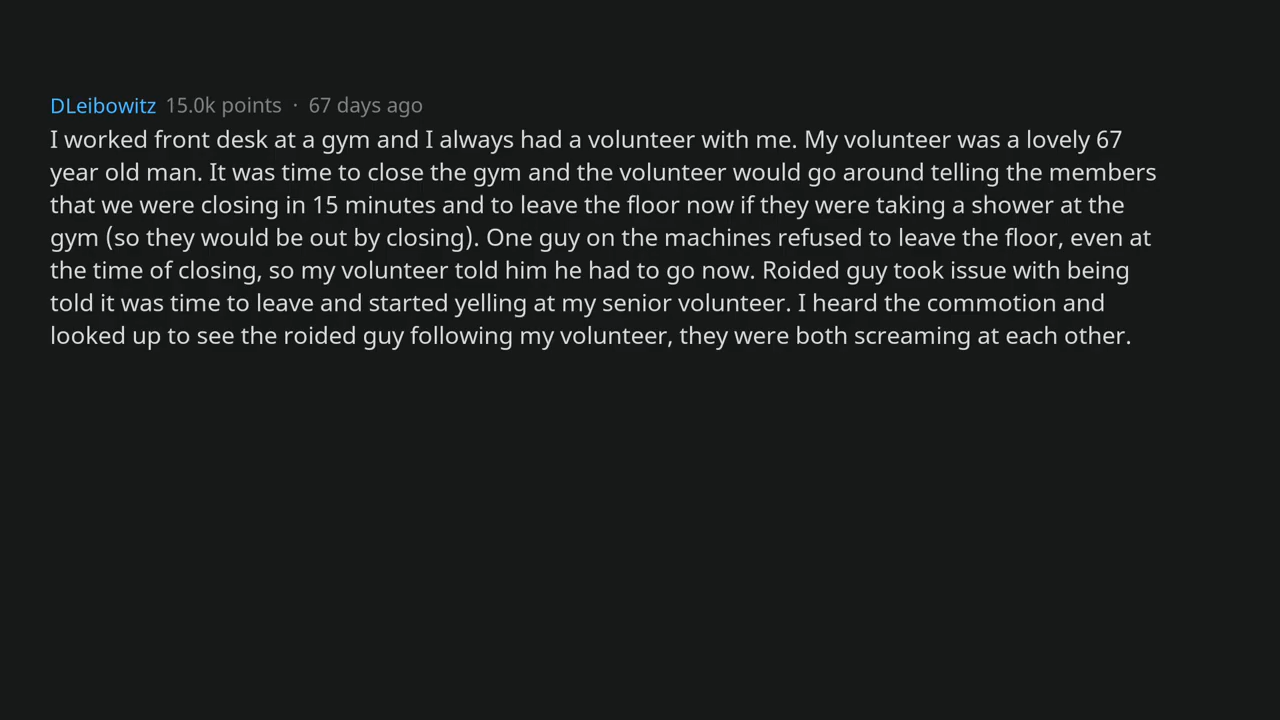 DLeibowitz 15.0k points · 67 days ago
I worked front desk at a gym and I always had a volunteer with me. My volunteer was a lovely 67
year old man. It was time to close the gym and the volunteer would go around telling the members
that we were closing in 15 minutes and to leave the floor now if they were taking a shower at the
gym (so they would be out by closing). One guy on the machines refused to leave the floor, even at
the time of closing, so my volunteer told him he had to go now. Roided guy took issue with being
told it was time to leave and started yelling at my senior volunteer. I heard the commotion and
looked up to see the roided guy following my volunteer, they were both screaming at each other.